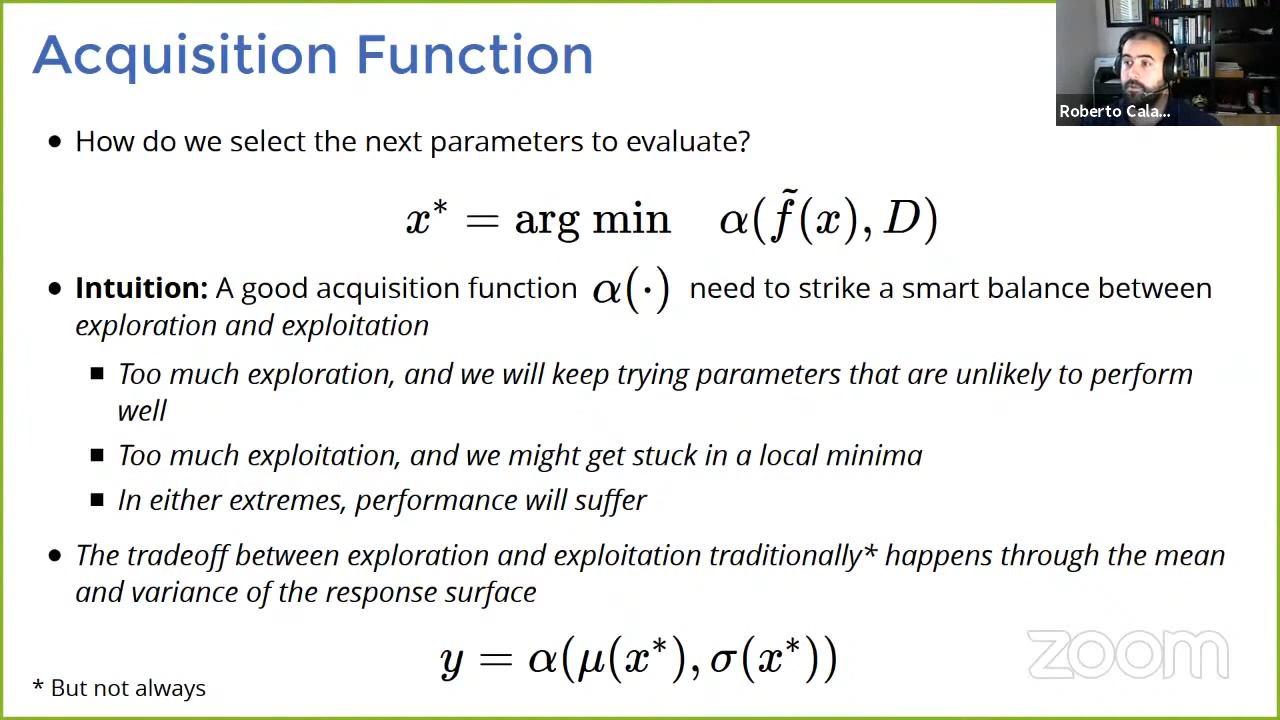 Acquisition Function
Roberto Cala...
● How do we select the next parameters to evaluate?
x* = arg min α(f̃(x), D)
● Intuition: A good acquisition function α(·) need to strike a smart balance between
exploration and exploitation
■ Too much exploration, and we will keep trying parameters that are unlikely to perform
well
■ Too much exploitation, and we might get stuck in a local minima
■ In either extremes, performance will suffer
● The tradeoff between exploration and exploitation traditionally* happens through the mean
and variance of the response surface
y = α(μ(x*), σ(x*))
zoom
* But not always